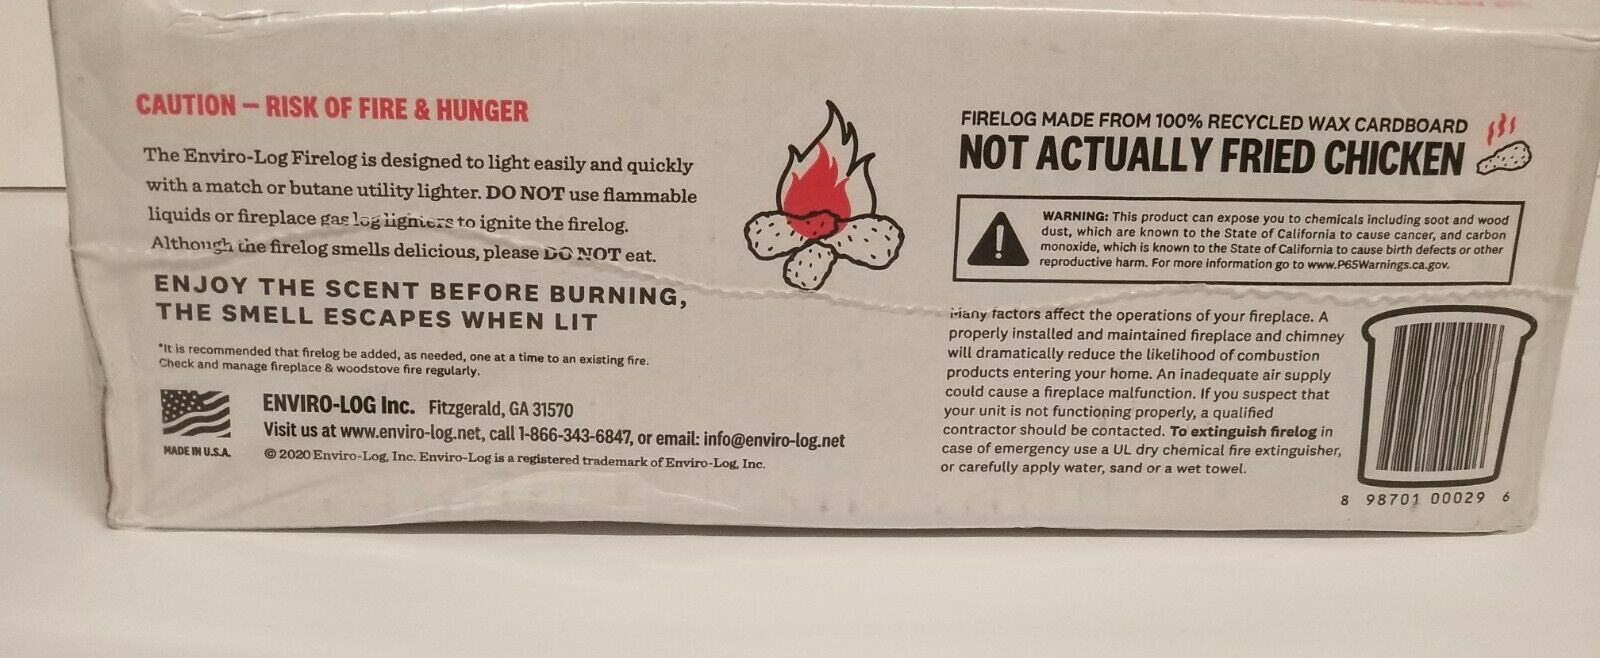 CAUTION — RISK OF FIRE & HUNGER
The Enviro-Log Firelog is designed to light easily and quickly
with a match or butane utility lighter. DO NOT use flammable
liquids or fireplace gas log lighters to ignite the firelog.
Although the firelog smells delicious, please DO NOT eat.
ENJOY THE SCENT BEFORE BURNING,
THE SMELL ESCAPES WHEN LIT
*It is recommended that firelog be added, as needed, one at a time to an existing fire.
Check and manage fireplace & woodstove fire regularly.
MADE IN U.S.A.
ENVIRO-LOG Inc. Fitzgerald, GA 31570
Visit us at www.enviro-log.net, call 1-866-343-6847, or email: info@enviro-log.net
© 2020 Enviro-Log, Inc. Enviro-Log is a registered trademark of Enviro-Log, Inc.
FIRELOG MADE FROM 100% RECYCLED WAX CARDBOARD
NOT ACTUALLY FRIED CHICKEN
WARNING: This product can expose you to chemicals including soot and wood
dust, which are known to the State of California to cause cancer, and carbon
monoxide, which is known to the State of California to cause birth defects or other
reproductive harm. For more information go to www.P65Warnings.ca.gov.
Many factors affect the operations of your fireplace. A
properly installed and maintained fireplace and chimney
will dramatically reduce the likelihood of combustion
products entering your home. An inadequate air supply
could cause a fireplace malfunction. If you suspect that
your unit is not functioning properly, a qualified
contractor should be contacted. To extinguish firelog in
case of emergency use a UL dry chemical fire extinguisher,
or carefully apply water, sand or a wet towel.
8 98701 00029 6